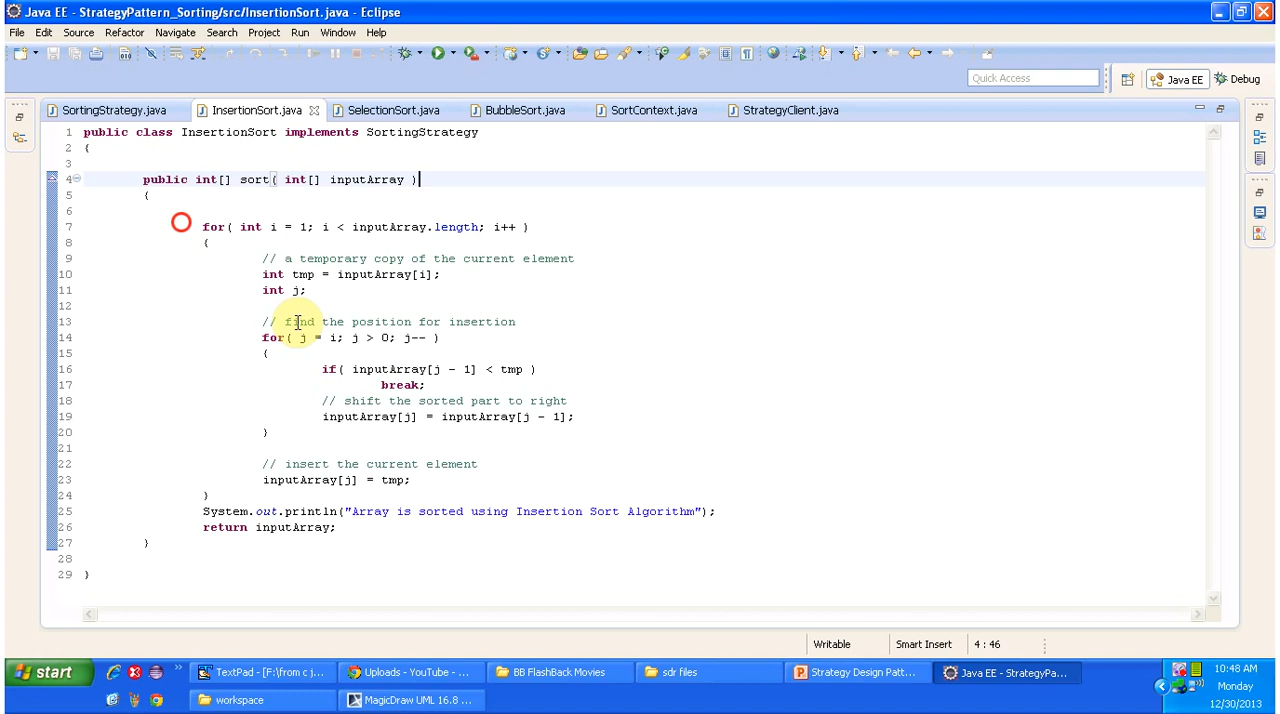 Java EE - StrategyPattern_Sorting/src/InsertionSort.java - Eclipse
File Edit Source Refactor Navigate Search Project Run Window Help
Quick Access
Java EE
Debug
SortingStrategy.java
InsertionSort.java
SelectionSort.java
BubbleSort.java
SortContext.java
StrategyClient.java
1 public class InsertionSort implements SortingStrategy
2 {
3
4 public int[] sort( int[] inputArray )
5 {
6
7 for( int i = 1; i < inputArray.length; i++ )
8 {
9 // a temporary copy of the current element
10 int tmp = inputArray[i];
11 int j;
12
13 // find the position for insertion
14 for( j = i; j > 0; j-- )
15 {
16 if( inputArray[j - 1] < tmp )
17 break;
18 // shift the sorted part to right
19 inputArray[j] = inputArray[j - 1];
20 }
21
22 // insert the current element
23 inputArray[j] = tmp;
24 }
25 System.out.println("Array is sorted using Insertion Sort Algorithm");
26 return inputArray;
27 }
28
29 }
Writable Smart Insert 4 : 46
start
TextPad - [F:\from c j...
Uploads - YouTube - ...
BB FlashBack Movies
sdr files
Strategy Design Patt...
Java EE - StrategyPa...
10:48 AM
workspace
MagicDraw UML 16.8 ...
Monday
12/30/2013